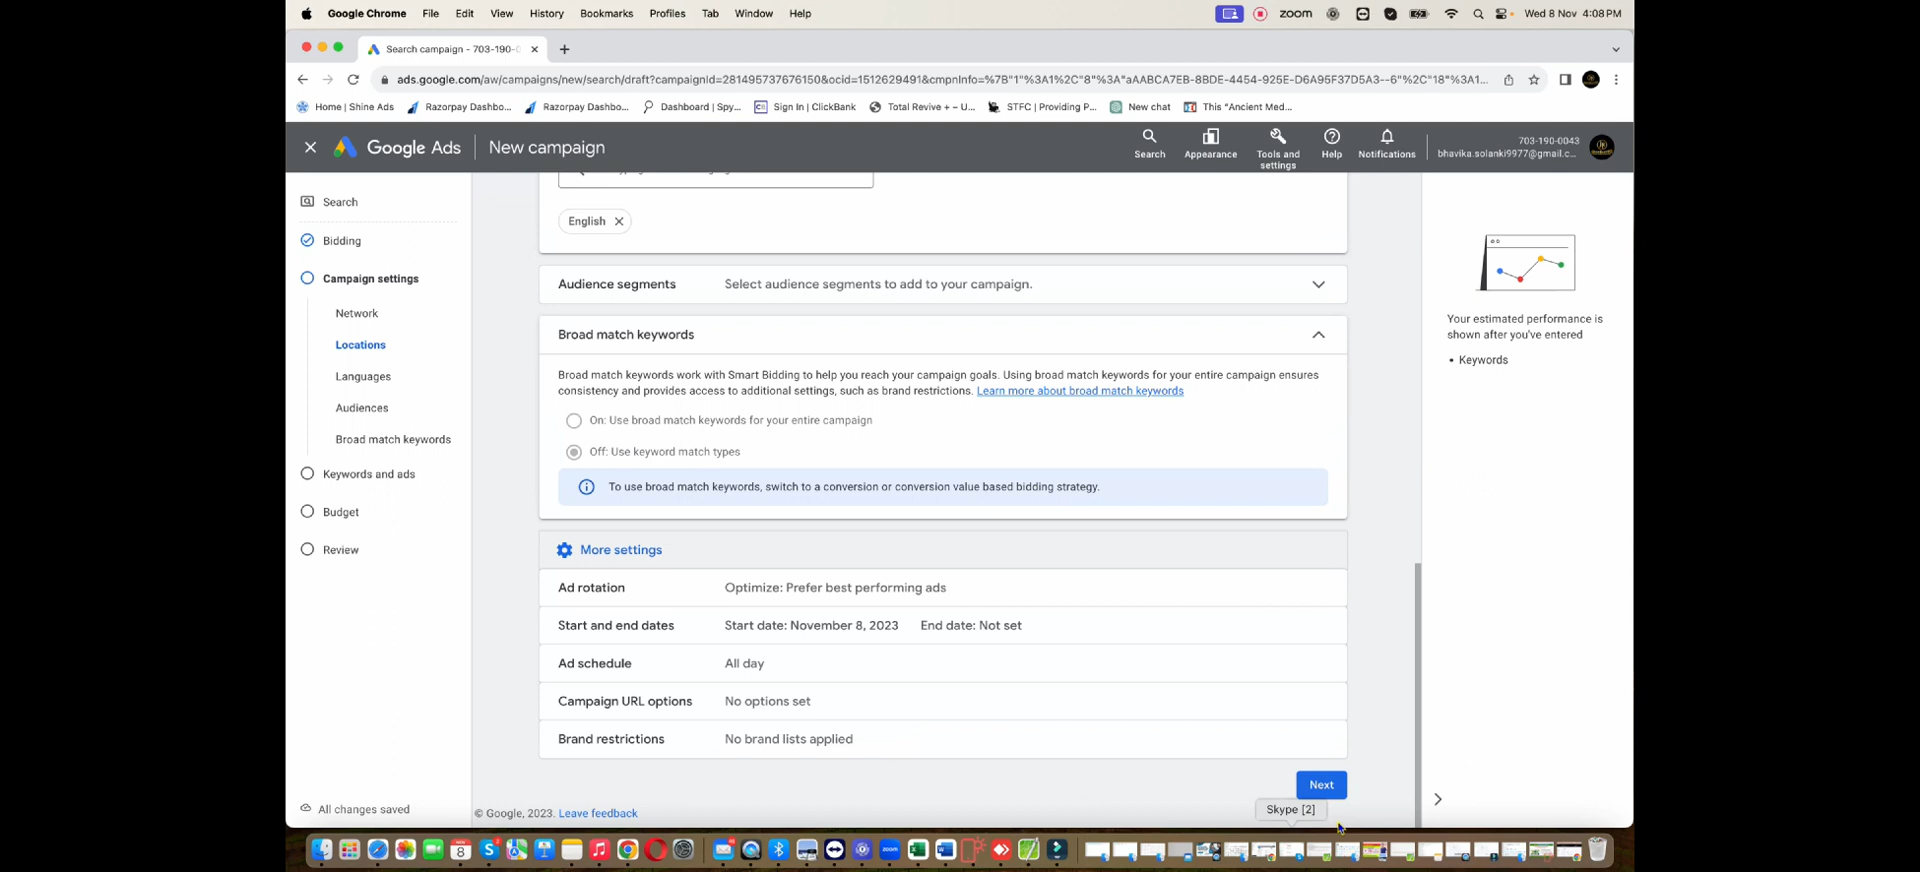 Google Chrome File Edit View History Bookmarks Profiles Tab Window Help
zoom Wed 8 Nov 4:08 PM
Search campaign - 703-190-0
ads.google.com/aw/campaigns/new/search/draft?campaignId=281495737676150&ocid=1512629491&cmpnInfo=%7B"1"%3A1%2C"8"%3A"aAABCA7EB-8BDE-4454-925E-D6A95F37D5A3--6"%2C"18"%3A1...
Home | Shine Ads Razorpay Dashbo... Razorpay Dashbo... Dashboard | Spy... Sign In | ClickBank Total Revive + – U... STFC | Providing P... New chat This "Ancient Med...
Google Ads New campaign
Search
Appearance
Tools and settings
Help
Notifications
703-190-0043
bhavika.solanki9977@gmail.c...
Search
Bidding
Campaign settings
Network
Locations
Languages
Audiences
Broad match keywords
Keywords and ads
Budget
Review
All changes saved
English
Audience segments Select audience segments to add to your campaign.
Broad match keywords
Broad match keywords work with Smart Bidding to help you reach your campaign goals. Using broad match keywords for your entire campaign ensures
consistency and provides access to additional settings, such as brand restrictions. Learn more about broad match keywords
On: Use broad match keywords for your entire campaign
Off: Use keyword match types
To use broad match keywords, switch to a conversion or conversion value based bidding strategy.
More settings
Ad rotation Optimize: Prefer best performing ads
Start and end dates Start date: November 8, 2023 End date: Not set
Ad schedule All day
Campaign URL options No options set
Brand restrictions No brand lists applied
Next
Skype [2]
© Google, 2023. Leave feedback
Your estimated performance is
shown after you've entered
• Keywords